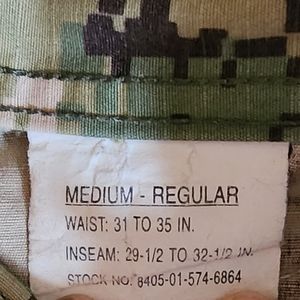 MEDIUM - REGULAR
WAIST: 31 TO 35 IN.
INSEAM: 29-1/2 TO 32-1/2 IN.
STOCK NO. 8405-01-574-6864